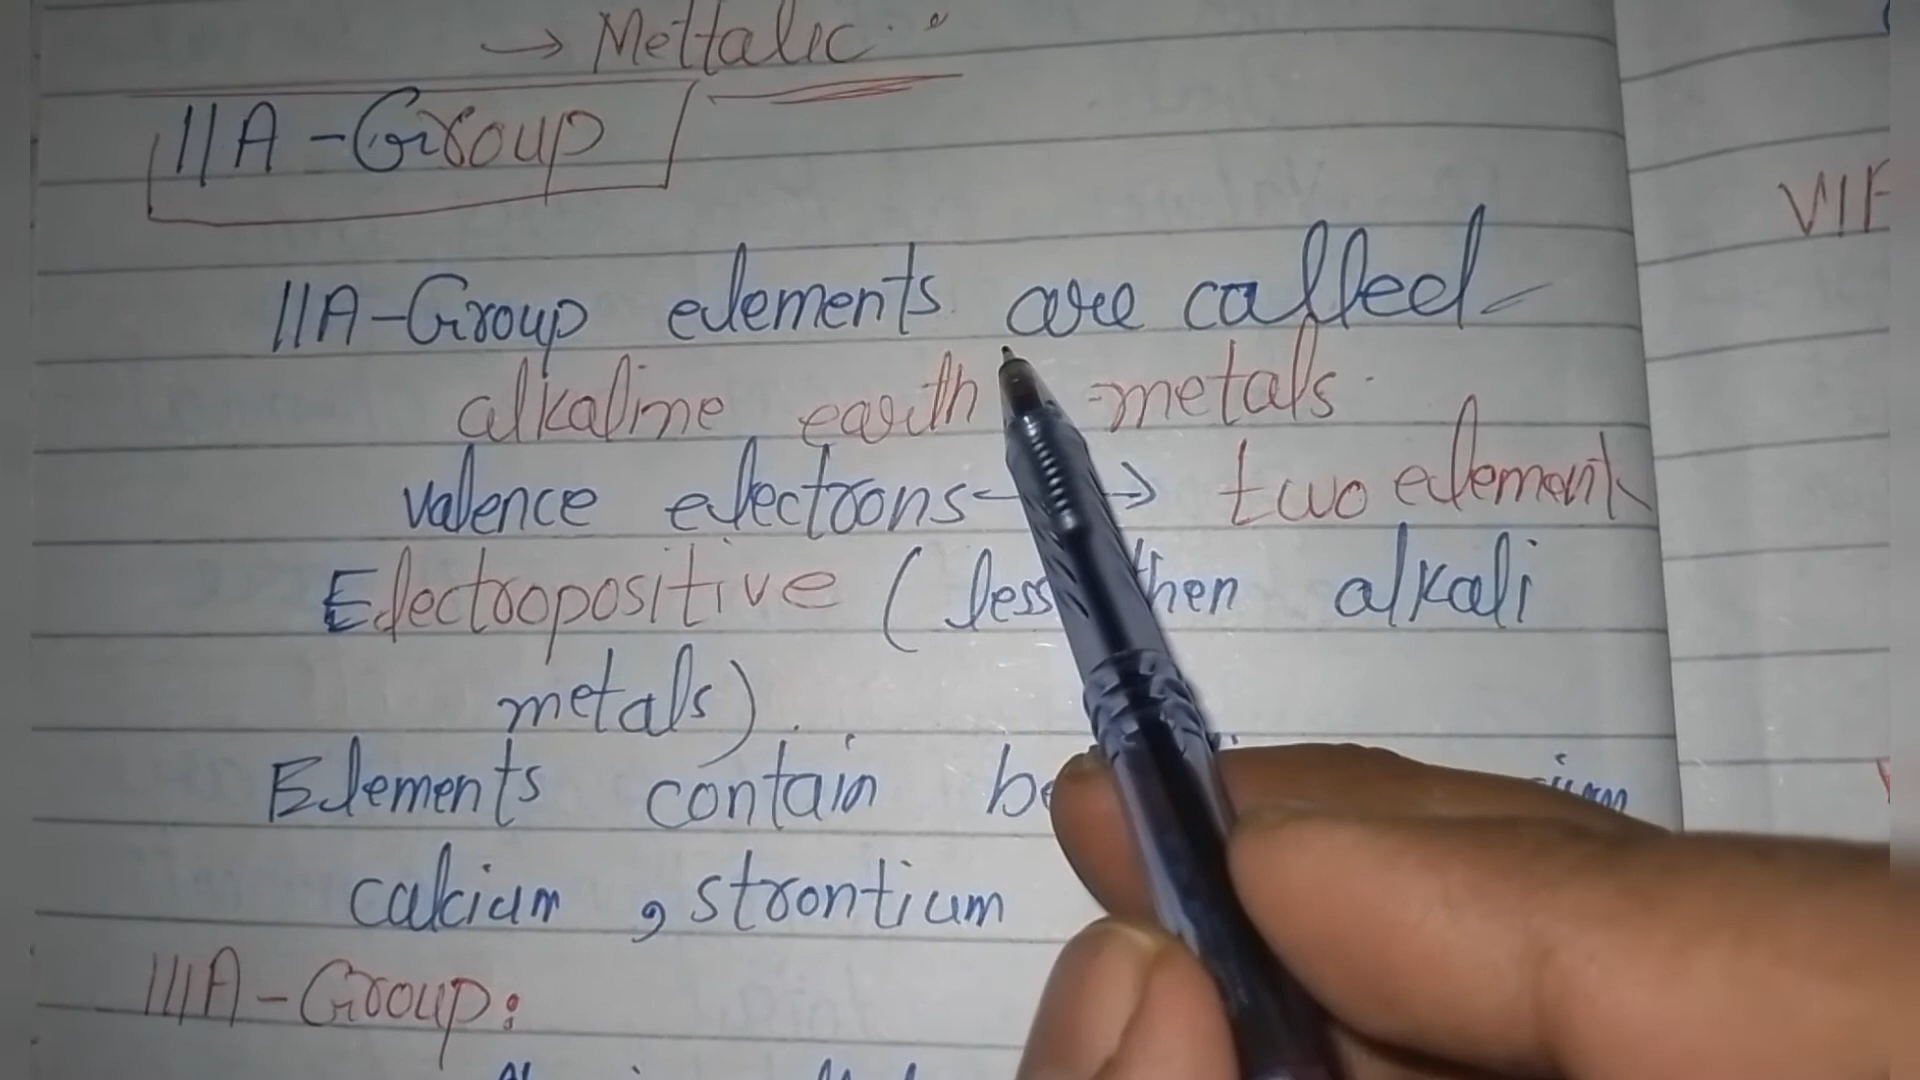 → Mettalic
IIA-Group
VIIA
IIA-Group elements are called
alkaline earth metals.
valence electrons → two element
Electropositive (less then alkali
metals).
Elements contain
calcium , strontium
IIIA-Group: